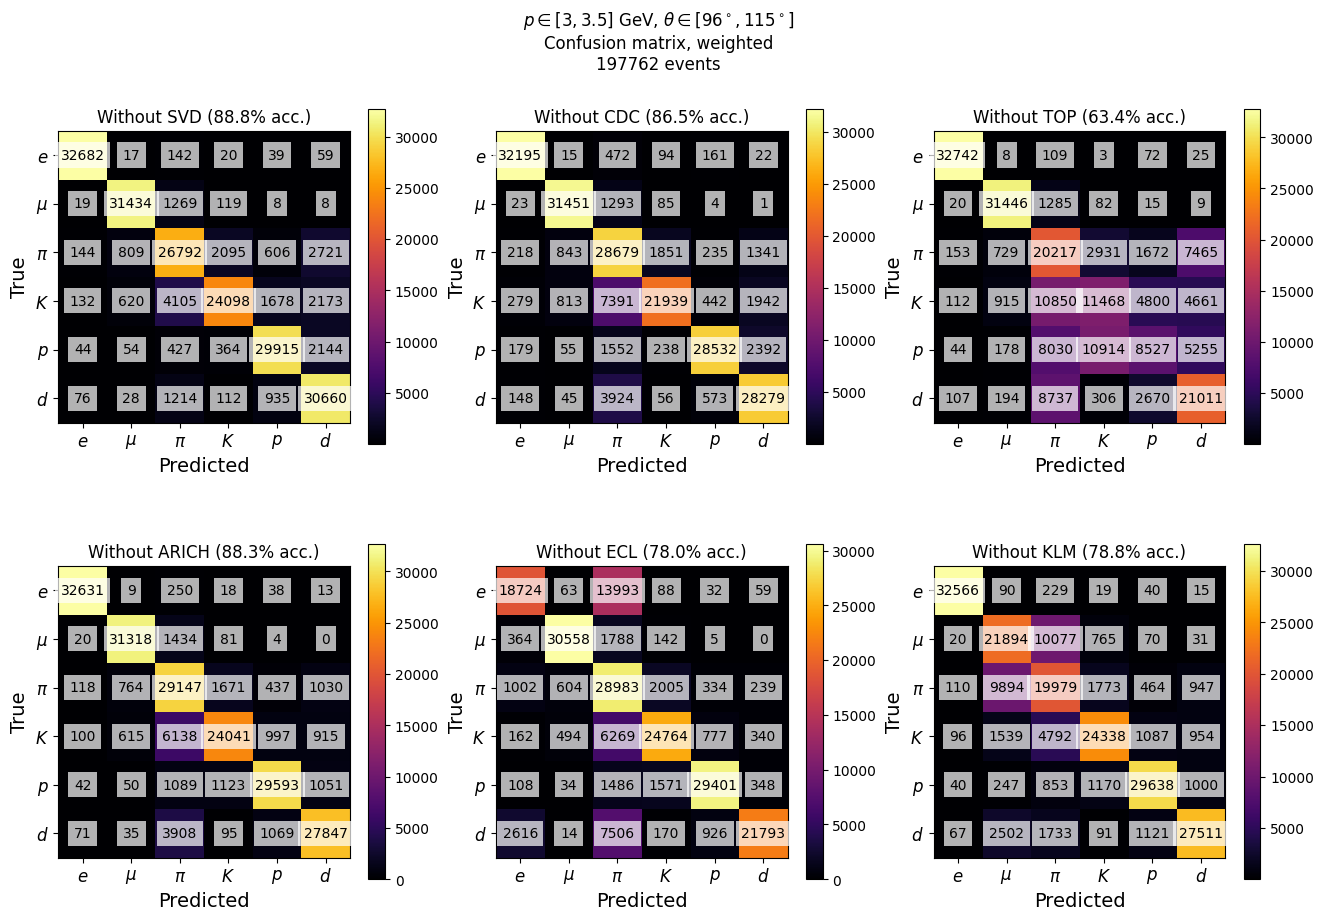 p ∈ [3, 3.5] GeV, θ ∈ [96°, 115°]
Confusion matrix, weighted
197762 events
Without SVD (88.8% acc.)
True
e 32682 17 142 20 39 59
μ 19 31434 1269 119 8 8
π 144 809 26792 2095 606 2721
K 132 620 4105 24098 1678 2173
p 44 54 427 364 29915 2144
d 76 28 1214 112 935 30660
e μ π K p d
Predicted
30000
25000
20000
15000
10000
5000
Without CDC (86.5% acc.)
True
e 32195 15 472 94 161 22
μ 23 31451 1293 85 4 1
π 218 843 28679 1851 235 1341
K 279 813 7391 21939 442 1942
p 179 55 1552 238 28532 2392
d 148 45 3924 56 573 28279
e μ π K p d
Predicted
30000
25000
20000
15000
10000
5000
Without TOP (63.4% acc.)
True
e 32742 8 109 3 72 25
μ 20 31446 1285 82 15 9
π 153 729 20217 2931 1672 7465
K 112 915 10850 11468 4800 4661
p 44 178 8030 10914 8527 5255
d 107 194 8737 306 2670 21011
e μ π K p d
Predicted
30000
25000
20000
15000
10000
5000
Without ARICH (88.3% acc.)
True
e 32631 9 250 18 38 13
μ 20 31318 1434 81 4 0
π 118 764 29147 1671 437 1030
K 100 615 6138 24041 997 915
p 42 50 1089 1123 29593 1051
d 71 35 3908 95 1069 27847
e μ π K p d
Predicted
30000
25000
20000
15000
10000
5000
0
Without ECL (78.0% acc.)
True
e 18724 63 13993 88 32 59
μ 364 30558 1788 142 5 0
π 1002 604 28983 2005 334 239
K 162 494 6269 24764 777 340
p 108 34 1486 1571 29401 348
d 2616 14 7506 170 926 21793
e μ π K p d
Predicted
30000
25000
20000
15000
10000
5000
0
Without KLM (78.8% acc.)
True
e 32566 90 229 19 40 15
μ 20 21894 10077 765 70 31
π 110 9894 19979 1773 464 947
K 96 1539 4792 24338 1087 954
p 40 247 853 1170 29638 1000
d 67 2502 1733 91 1121 27511
e μ π K p d
Predicted
30000
25000
20000
15000
10000
5000